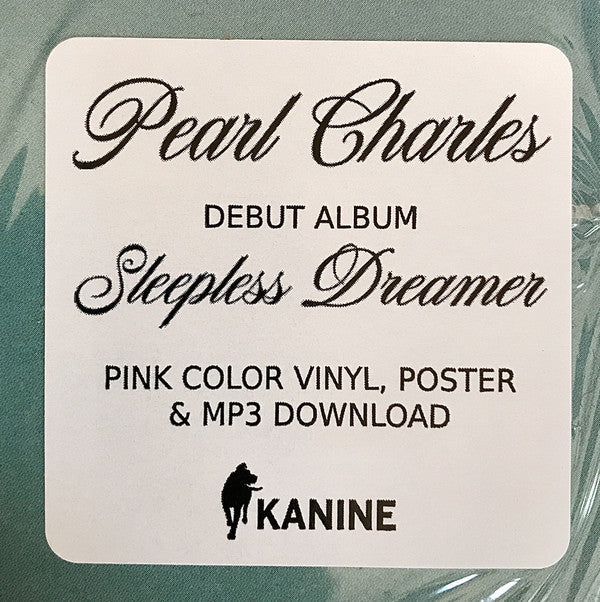 Pearl Charles
DEBUT ALBUM
Sleepless Dreamer
PINK COLOR VINYL, POSTER
& MP3 DOWNLOAD
KANINE